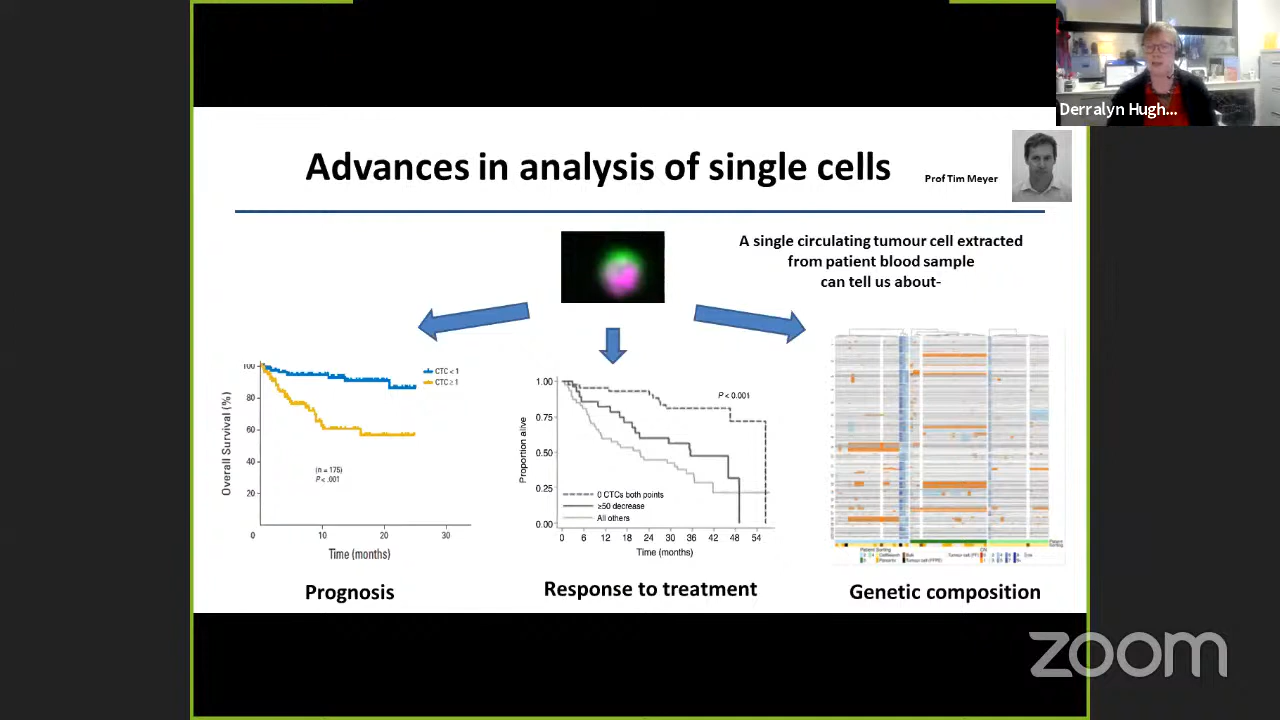 Derralyn Hugh...
Advances in analysis of single cells
Prof Tim Meyer
A single circulating tumour cell extracted
from patient blood sample
can tell us about-
Overall Survival (%)
100
80
60
40
20
0
10
20
30
Time (months)
CTC < 1
CTC ≥ 1
(n = 175)
P < .001
Prognosis
Proportion alive
1.00
0.75
0.50
0.25
0.00
P < 0.001
0 CTCs both points
≥50 decrease
All others
0 6 12 18 24 30 36 42 48 54
Time (months)
Response to treatment
Genetic composition
zoom